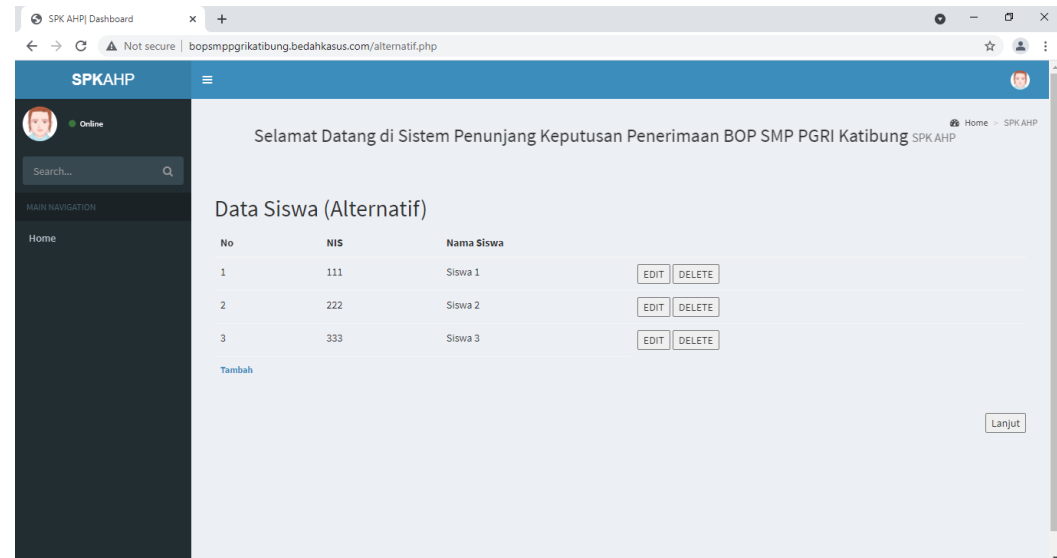 SPK AHP| Dashboard
Not secure | bopsmppgrikatibung.bedahkasus.com/alternatif.php
SPKAHP
Online
Home > SPK AHP
Selamat Datang di Sistem Penunjang Keputusan Penerimaan BOP SMP PGRI Katibung SPK AHP
Search...
MAIN NAVIGATION
Home
Data Siswa (Alternatif)
No NIS Nama Siswa
1 111 Siswa 1 EDIT DELETE
2 222 Siswa 2 EDIT DELETE
3 333 Siswa 3 EDIT DELETE
Tambah
Lanjut